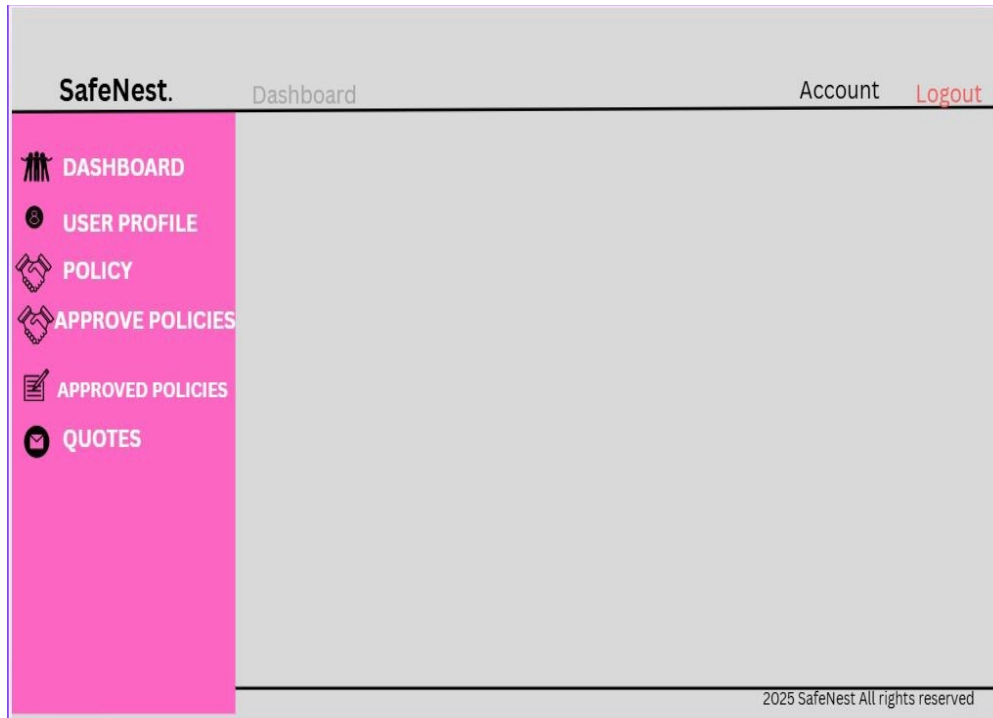 SafeNest. Dashboard Account Logout
DASHBOARD
USER PROFILE
POLICY
APPROVE POLICIES
APPROVED POLICIES
QUOTES
2025 SafeNest All rights reserved